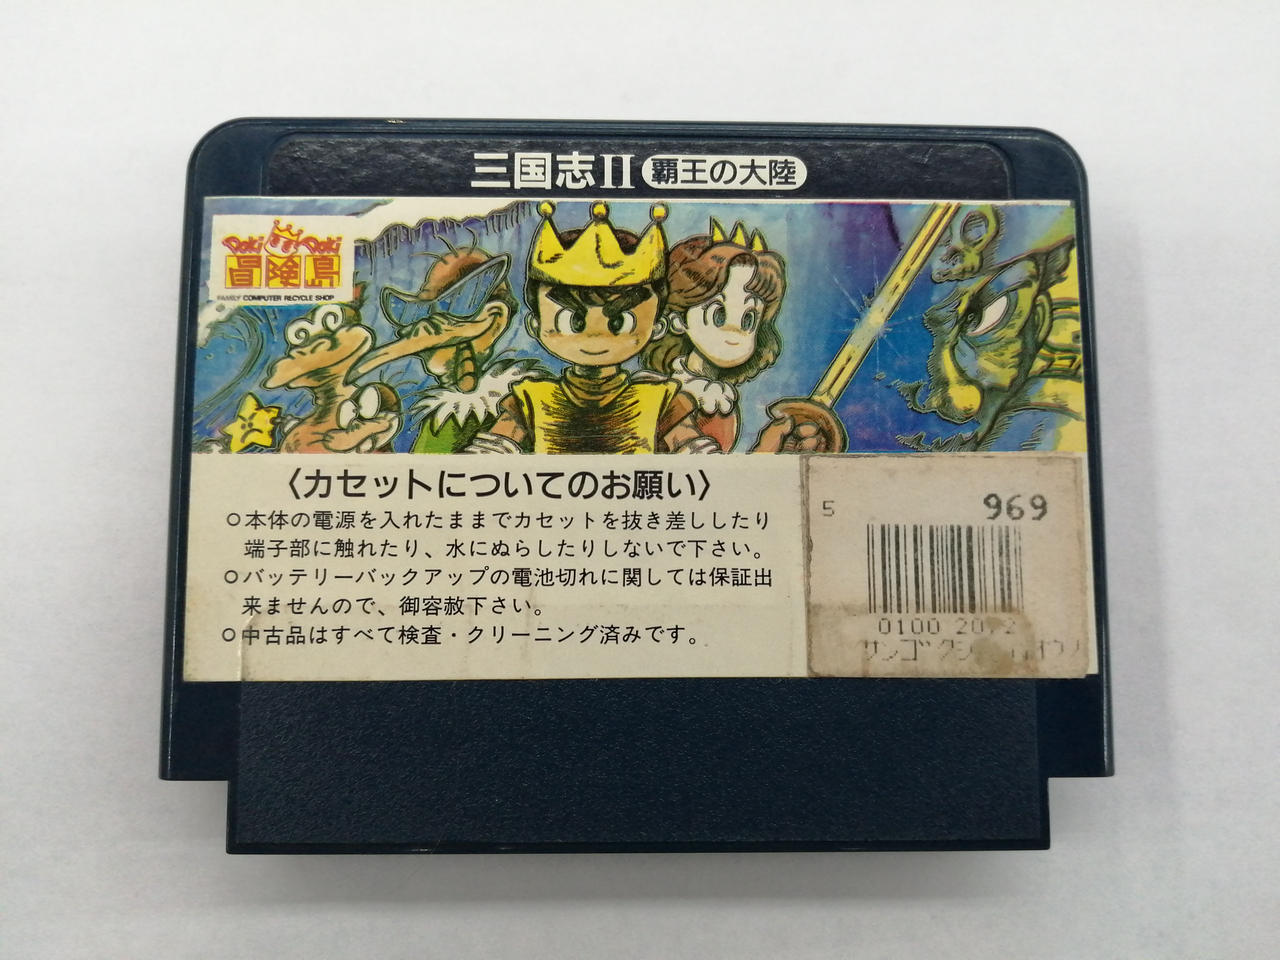 三国志II 覇王の大陸
Doki Doki
冒険島
FAMILY COMPUTER RECYCLE SHOP
〈カセットについてのお願い〉
○本体の電源を入れたままでカセットを抜き差ししたり
端子部に触れたり、水にぬらしたりしないで下さい。
○バッテリーバックアップの電池切れに関しては保証出
来ませんので、御容赦下さい。
○中古品はすべて検査・クリーニング済みです。
5 969
0100
サンゴクシ